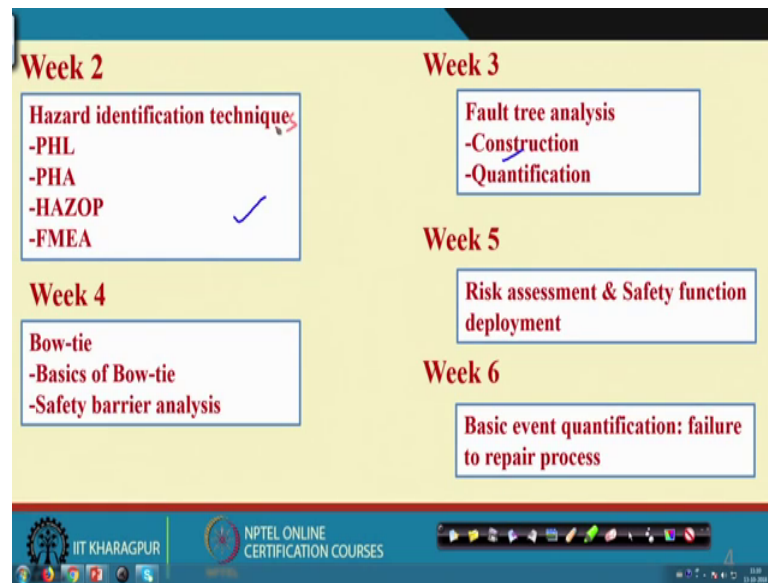 Week 2
Hazard identification techniques
-PHL
-PHA
-HAZOP
-FMEA
Week 3
Fault tree analysis
-Construction
-Quantification
Week 4
Bow-tie
-Basics of Bow-tie
-Safety barrier analysis
Week 5
Risk assessment & Safety function
deployment
Week 6
Basic event quantification: failure
to repair process
IIT KHARAGPUR
NPTEL ONLINE
CERTIFICATION COURSES
4